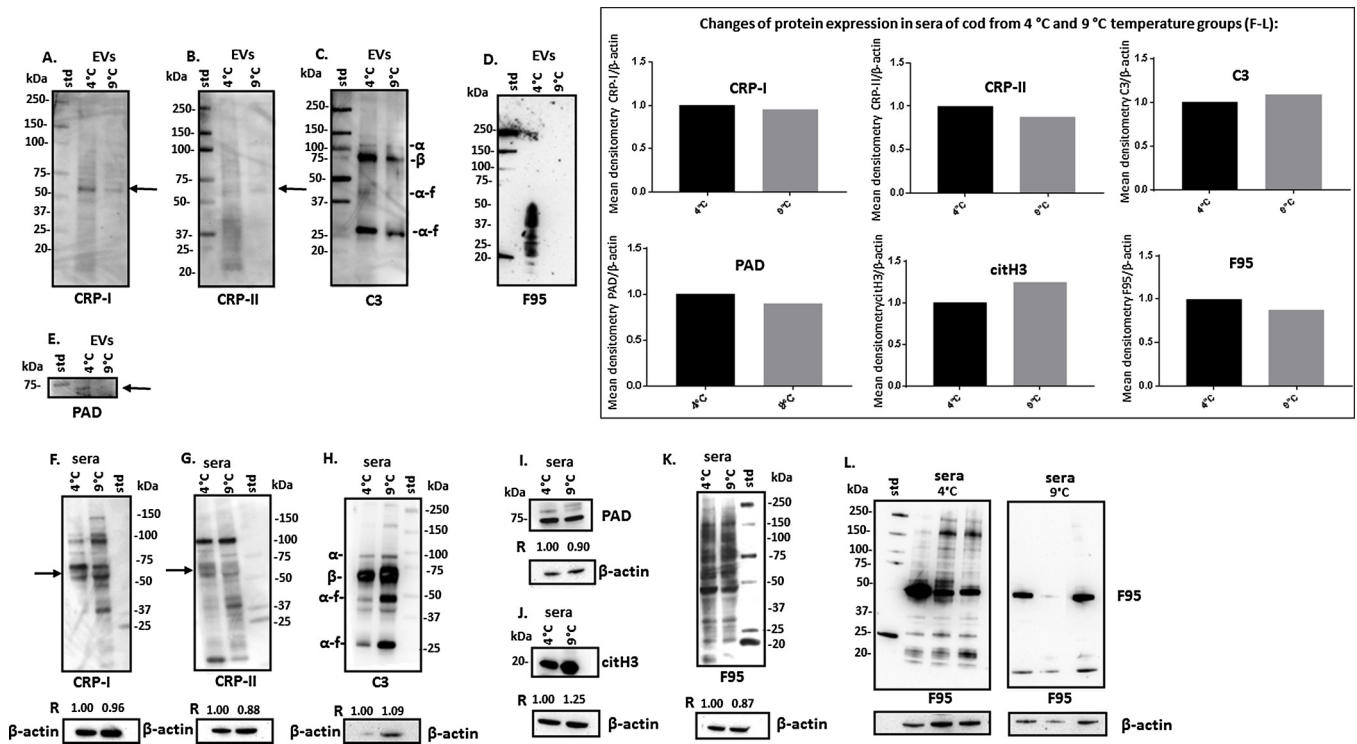 A.
EVs
kDa
std
4°C
9°C
250-
150-
100-
75-
50-
37-
25-
20-
CRP-I
B.
EVs
kDa
std
4°C
9°C
250-
150-
100-
75-
50-
37-
25-
20-
CRP-II
C.
EVs
kDa
std
4°C
9°C
250-
150-
100-
75-
50-
37-
25-
20-
-α
-β
-α-f
-α-f
C3
D.
EVs
kDa
std
4°C
9°C
250-
150-
100-
75-
50-
37-
25-
20-
F95
E.
EVs
kDa
std
4°C
9°C
75-
PAD
Changes of protein expression in sera of cod from 4 °C and 9 °C temperature groups (F-L):
CRP-I
Mean densitometry CRP-I/β-actin
1.5
1.0
0.5
0.0
4°C
9°C
CRP-II
Mean densitometry CRP-II/β-actin
1.5
1.0
0.5
0.0
4°C
9°C
C3
Mean densitometry C3/β-actin
1.5
1.0
0.5
0.0
4°C
9°C
PAD
Mean densitometry PAD/β-actin
1.5
1.0
0.5
0.0
4°C
citH3
Mean densitometrycitH3/β-actin
1.5
1.0
0.5
0.0
4°C
9°C
F95
Mean densitometry F95/β-actin
1.5
1.0
0.5
0.0
4°C
9°C
F.
sera
4°C
9°C
std
kDa
-150
-100
-75
-50
-37
-25
CRP-I
R 1.00 0.96
β-actin
G.
sera
4°C
9°C
std
kDa
-150
-100
-75
-50
-37
-25
CRP-II
R 1.00 0.88
β-actin
H.
sera
4°C
9°C
std
kDa
-250
-150
-100
-75
-50
-37
-25
α-
β-
α-f-
α-f-
C3
R 1.00 1.09
β-actin
β-actin
I.
sera
4°C
9°C
kDa
75-
PAD
R 1.00 0.90
β-actin
J.
sera
kDa
4°C
9°C
20-
citH3
R 1.00 1.25
β-actin
K.
sera
4°C
9°C
std
kDa
-250
-150
-100
-75
-50
-37
-25
-20
F95
R 1.00 0.87
β-actin
L.
sera
4°C
kDa
std
250-
150-
100-
75-
50-
37-
25-
20-
F95
sera
9°C
F95
F95
β-actin